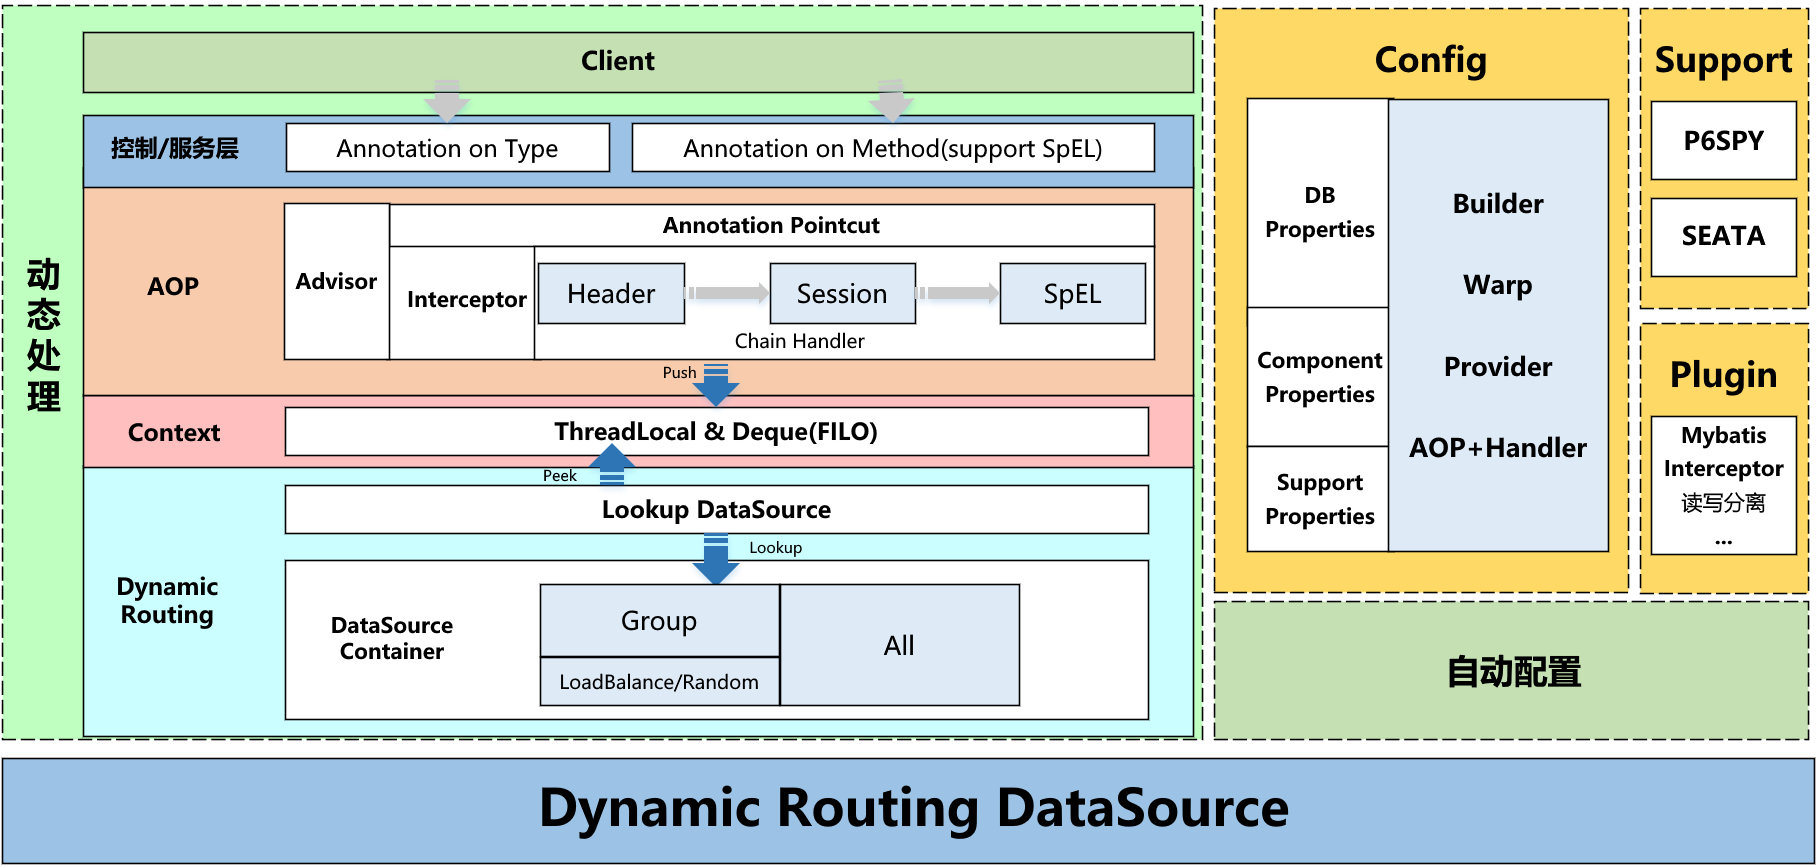 动态处理
Client
控制/服务层
Annotation on Type
Annotation on Method(support SpEL)
AOP
Advisor
Annotation Pointcut
Interceptor
Header
Session
SpEL
Chain Handler
Push
Context
ThreadLocal & Deque(FILO)
Peek
Dynamic
Routing
Lookup DataSource
Lookup
DataSource
Container
Group
LoadBalance/Random
All
Config
DB
Properties
Component
Properties
Support
Properties
Builder
Warp
Provider
AOP+Handler
Support
P6SPY
SEATA
Plugin
Mybatis
Interceptor
读写分离
...
自动配置
Dynamic Routing DataSource